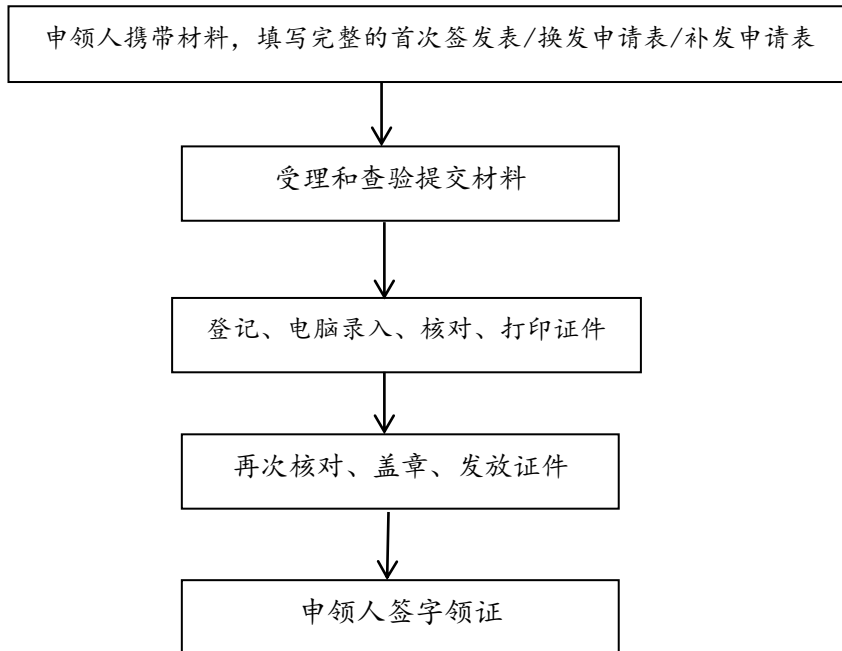 申领人携带材料，填写完整的首次签发表/换发申请表/补发申请表
受理和查验提交材料
登记、电脑录入、核对、打印证件
再次核对、盖章、发放证件
申领人签字领证